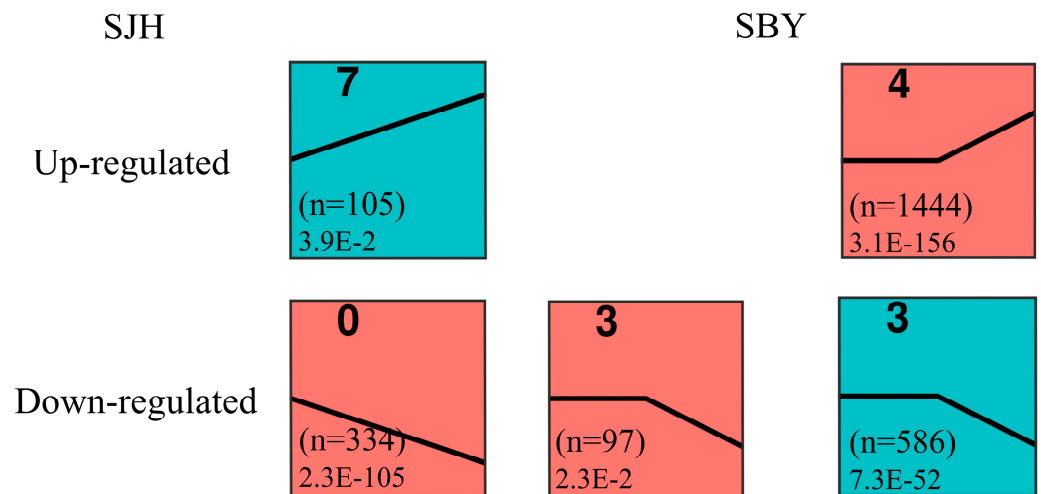 SJH
SBY
Up-regulated
7
(n=105)
3.9E-2
4
(n=1444)
3.1E-156
Down-regulated
0
(n=334)
2.3E-105
3
(n=97)
2.3E-2
3
(n=586)
7.3E-52